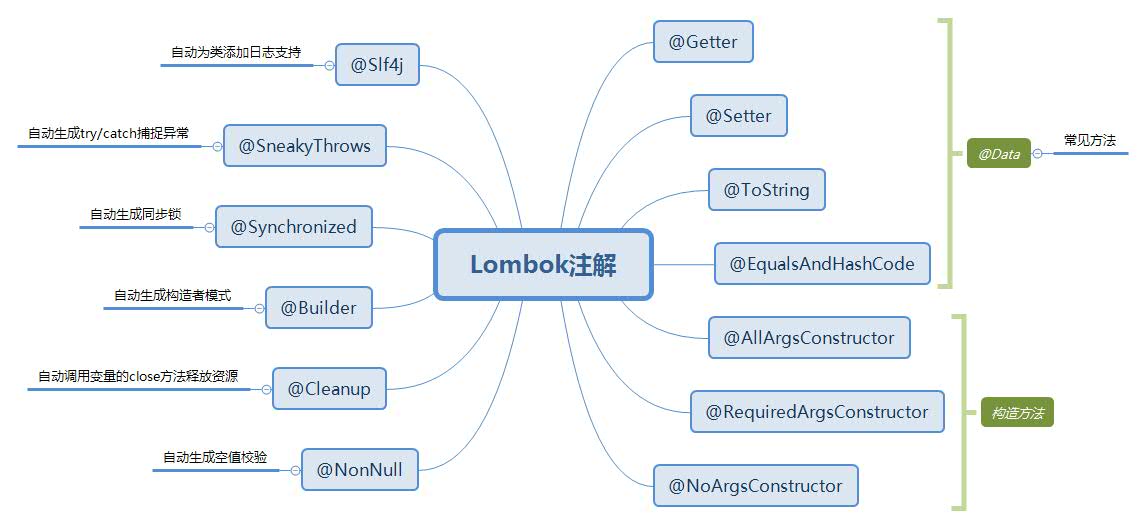 Lombok注解
@Getter
@Setter
@ToString
@EqualsAndHashCode
@Data
常见方法
@AllArgsConstructor
@RequiredArgsConstructor
@NoArgsConstructor
构造方法
@Slf4j
自动为类添加日志支持
@SneakyThrows
自动生成try/catch捕捉异常
@Synchronized
自动生成同步锁
@Builder
自动生成构造者模式
@Cleanup
自动调用变量的close方法释放资源
@NonNull
自动生成空值校验